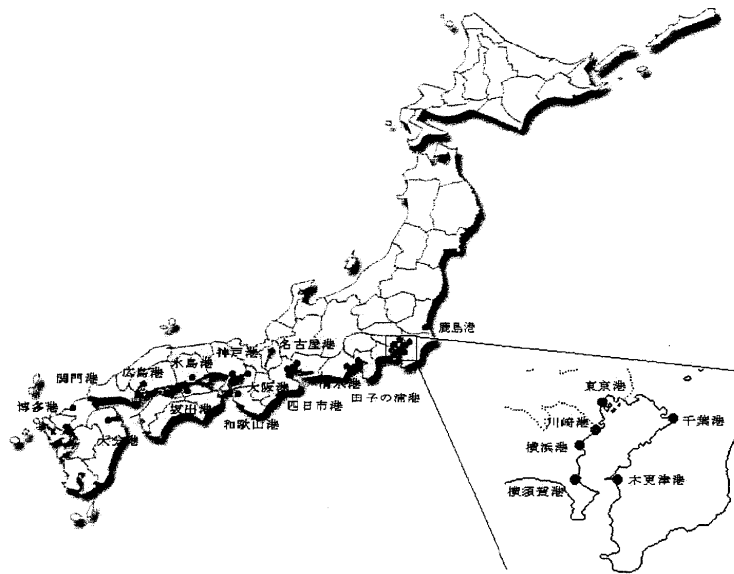 鹿島港
神戸港
名古屋港
水島港
広島港
関門港
博多港
大分港
坂出港
大阪港
和歌山港
四日市港
清水港
田子の浦港
東京港
川崎港
横浜港
横須賀港
木更津港
千葉港